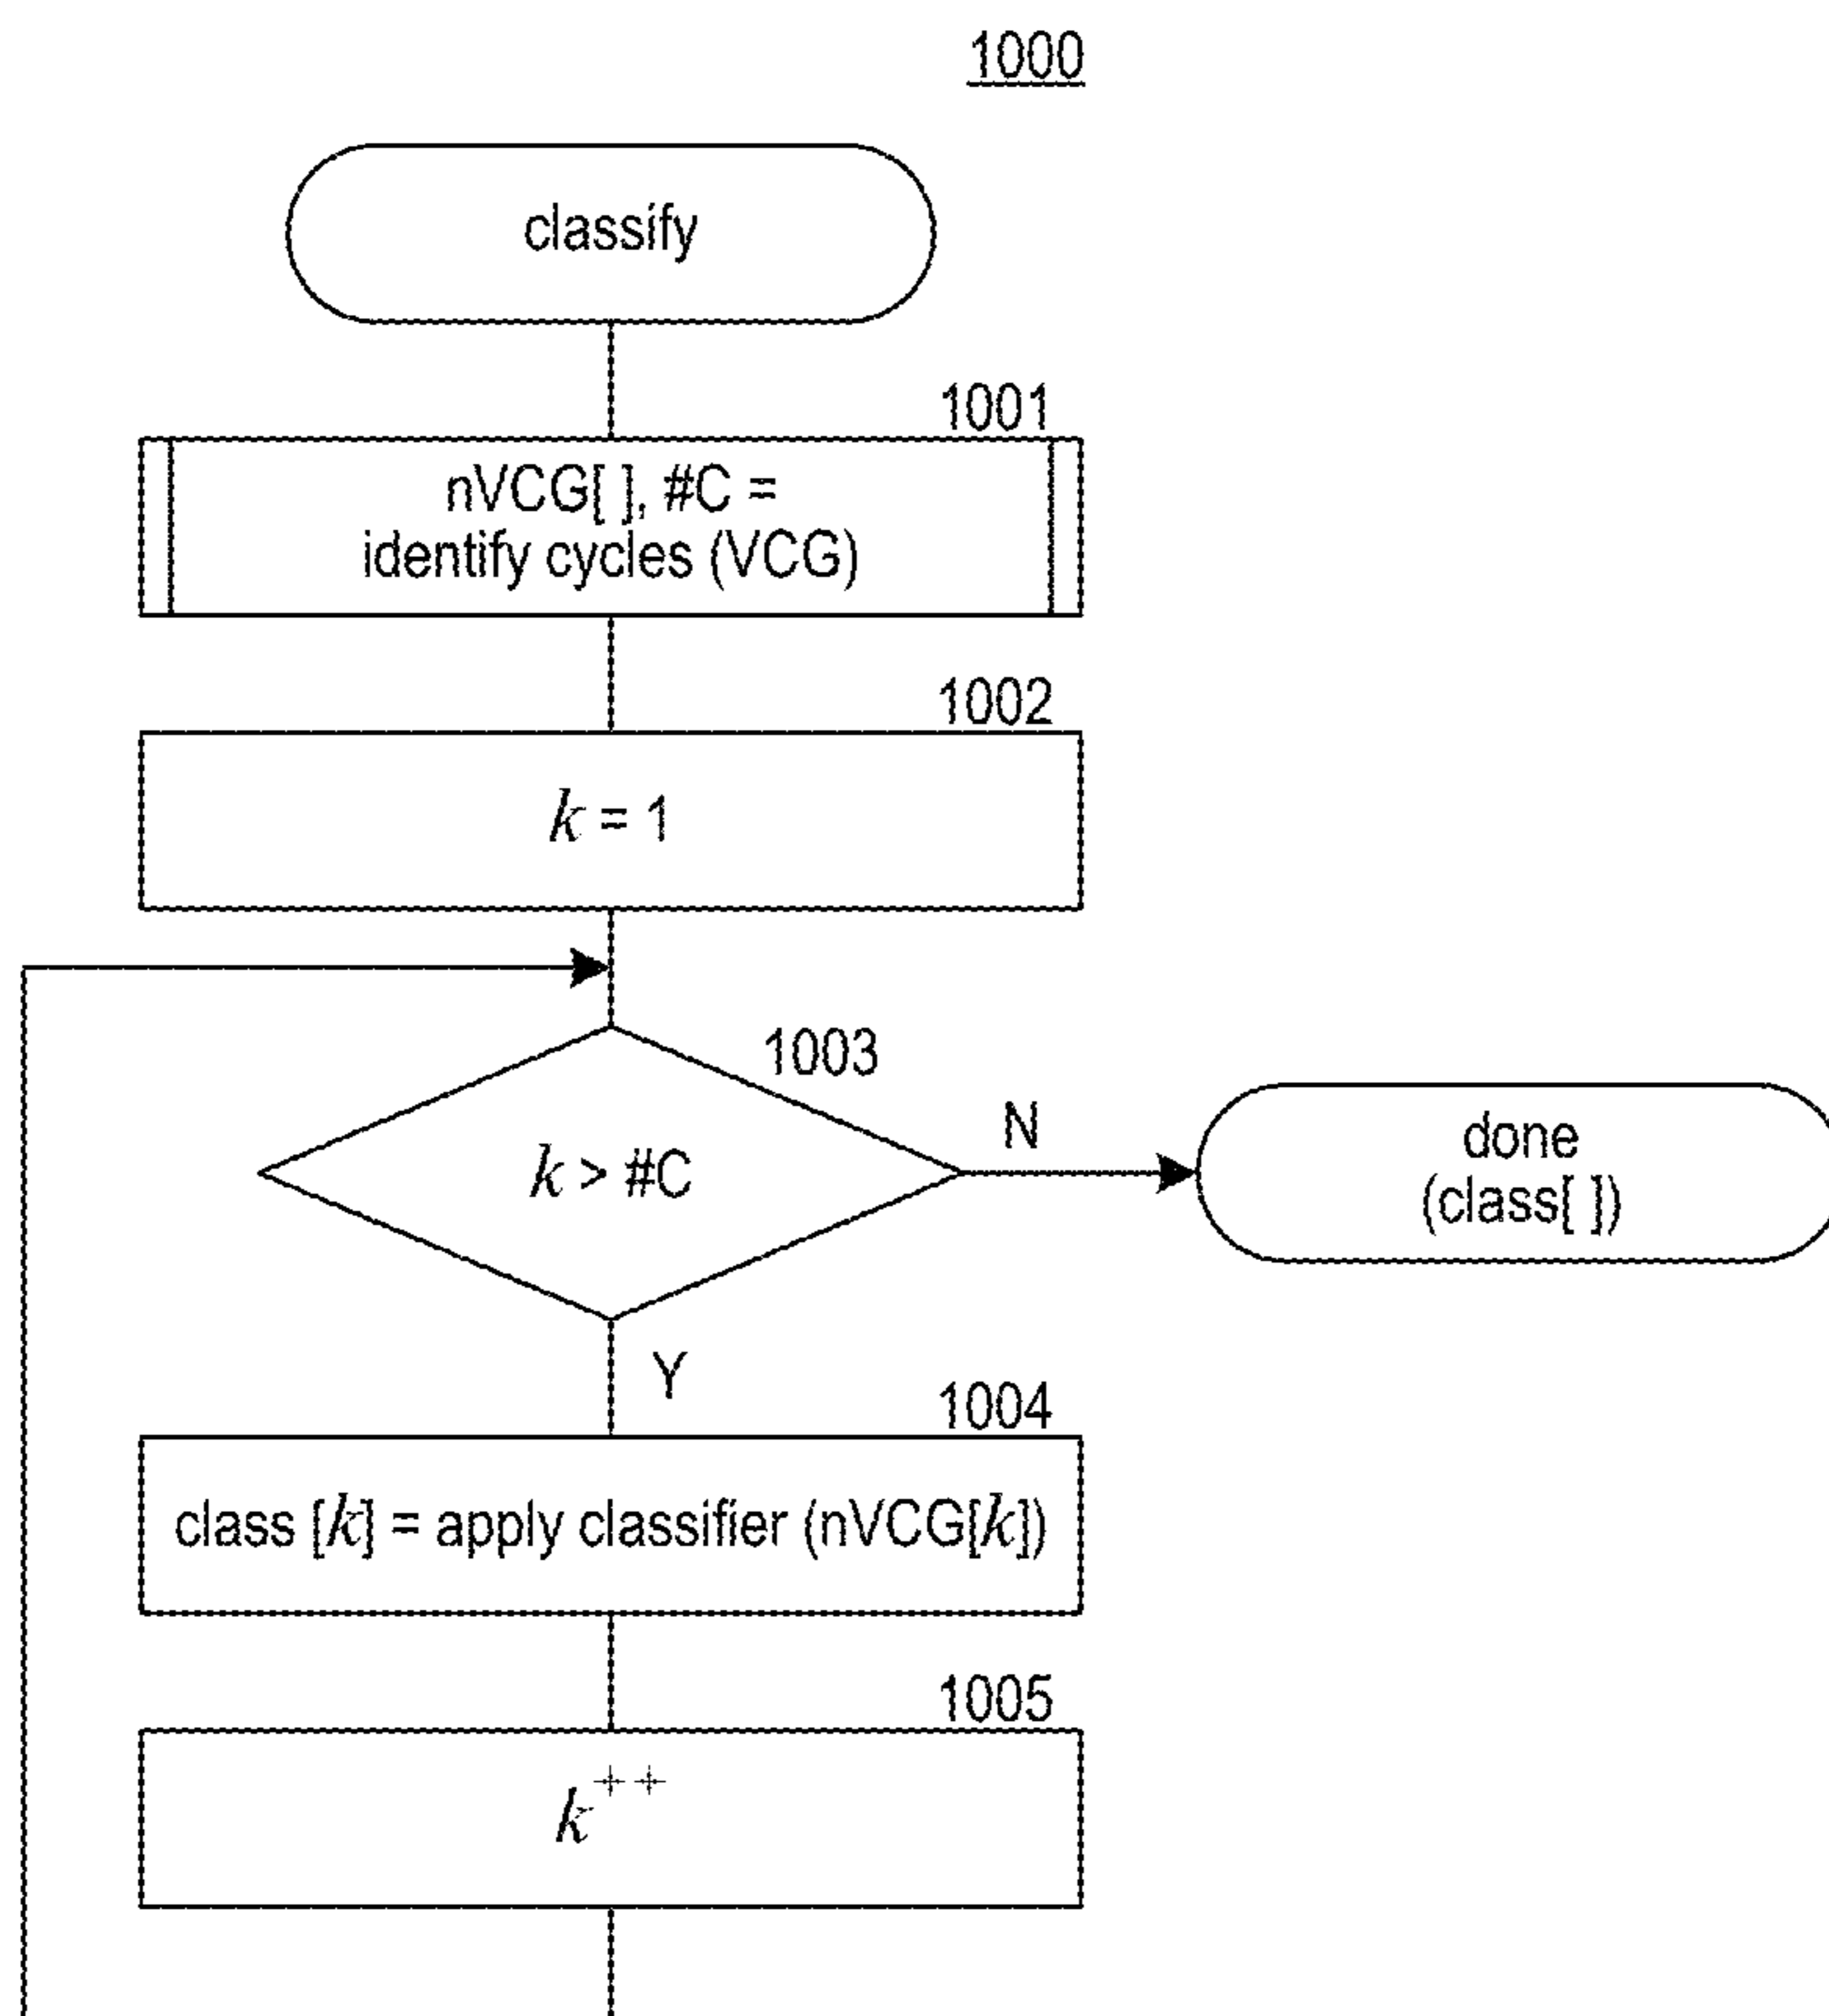 1000
classify
1001
nVCG[ ], #C =
identify cycles (VCG)
1002
k = 1
1003
k > #C
N
done
(class[ ])
Y
1004
class [k] = apply classifier (nVCG[k])
1005
k++